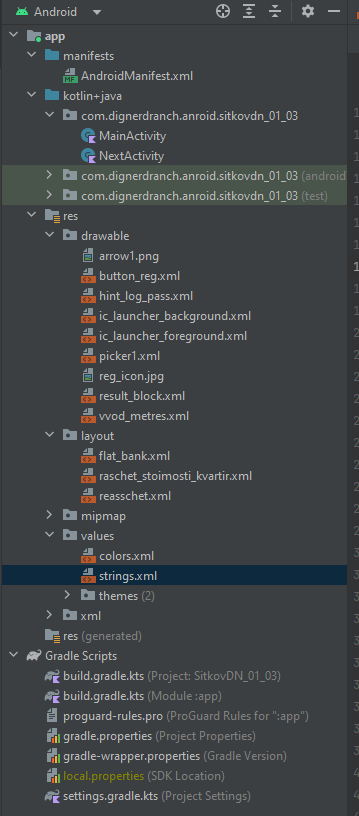 Android
app
manifests
AndroidManifest.xml
kotlin+java
com.dignerdranch.anroid.sitkovdn_01_03
MainActivity
NextActivity
com.dignerdranch.anroid.sitkovdn_01_03 (android
com.dignerdranch.anroid.sitkovdn_01_03 (test)
res
drawable
arrow1.png
button_reg.xml
hint_log_pass.xml
ic_launcher_background.xml
ic_launcher_foreground.xml
picker1.xml
reg_icon.jpg
result_block.xml
vvod_metres.xml
layout
flat_bank.xml
raschet_stoimosti_kvartir.xml
reasschet.xml
mipmap
values
colors.xml
strings.xml
themes (2)
xml
res (generated)
Gradle Scripts
build.gradle.kts (Project: SitkovDN_01_03)
build.gradle.kts (Module :app)
proguard-rules.pro (ProGuard Rules for ":app")
gradle.properties (Project Properties)
gradle-wrapper.properties (Gradle Version)
local.properties (SDK Location)
settings.gradle.kts (Project Settings)